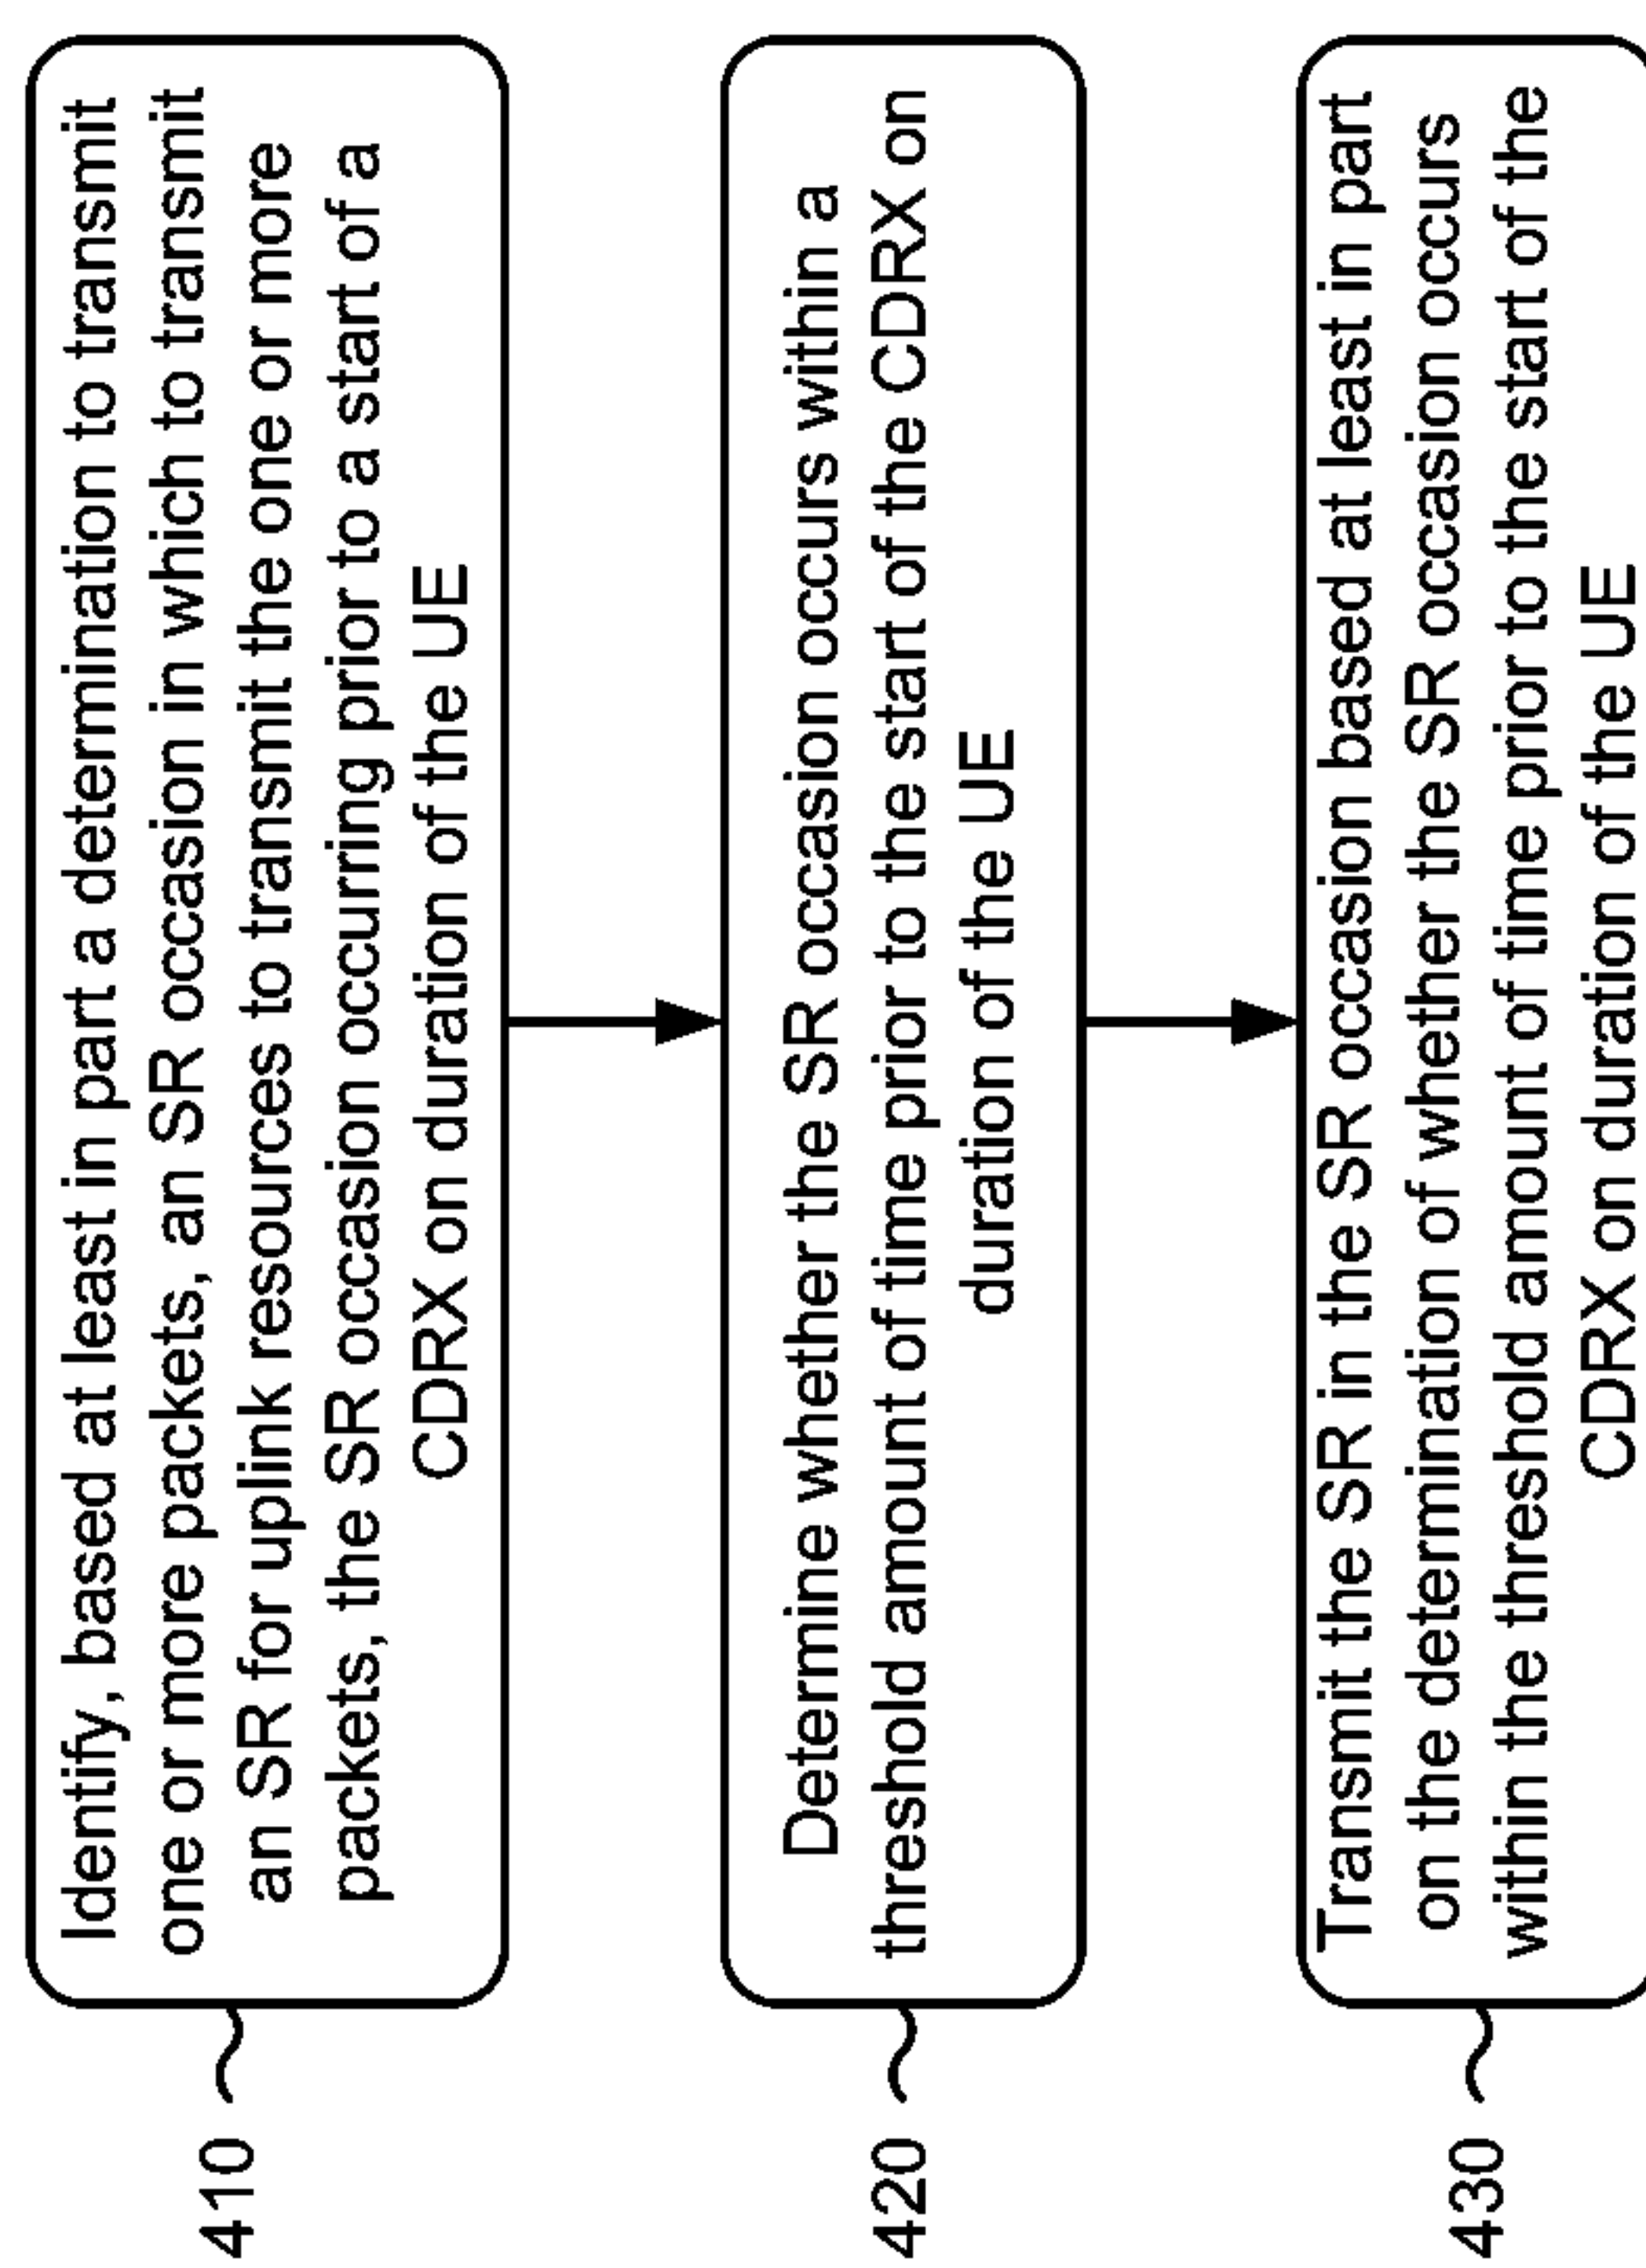 410
Identify, based at least in part a determination to transmit
one or more packets, an SR occasion in which to transmit
an SR for uplink resources to transmit the one or more
packets, the SR occasion occurring prior to a start of a
CDRX on duration of the UE
420
Determine whether the SR occasion occurs within a
threshold amount of time prior to the start of the CDRX on
duration of the UE
430
Transmit the SR in the SR occasion based at least in part
on the determination of whether the SR occasion occurs
within the threshold amount of time prior to the start of the
CDRX on duration of the UE